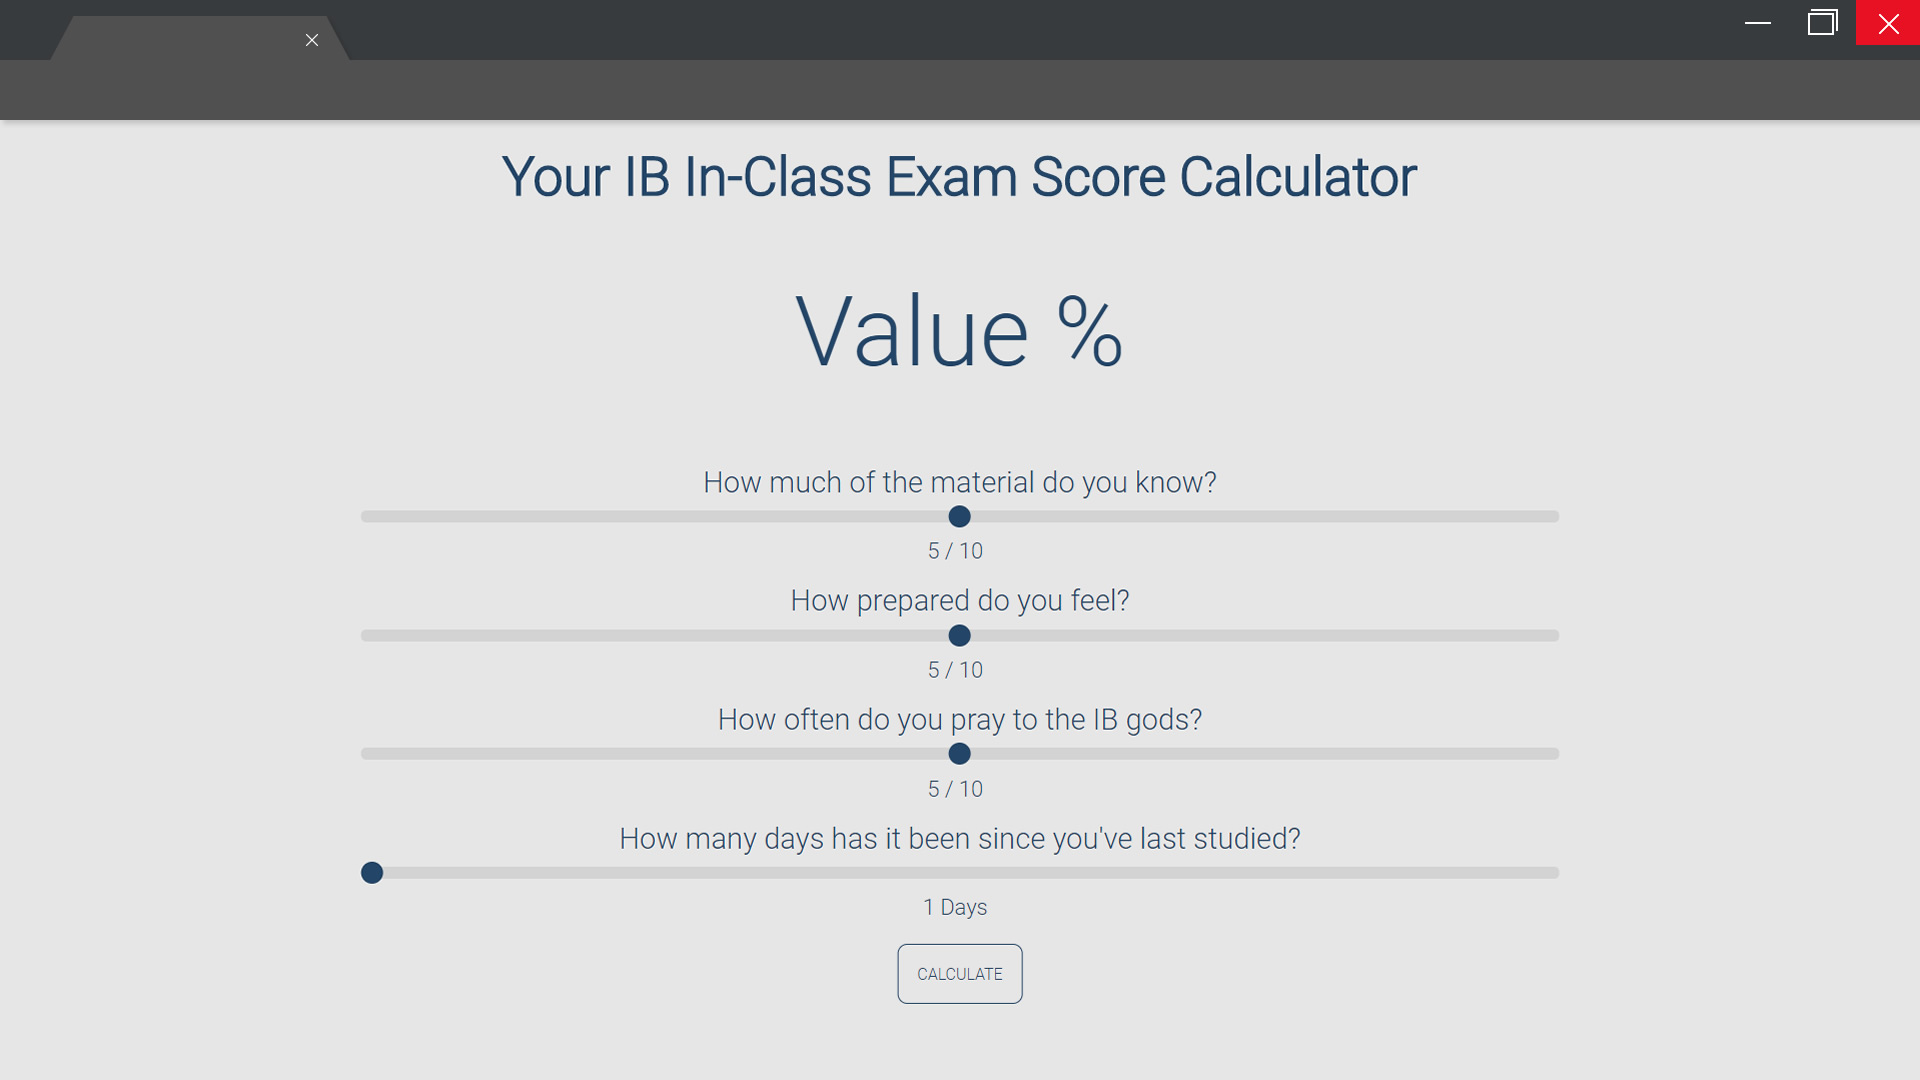 Your IB In-Class Exam Score Calculator
Value %
How much of the material do you know?
5 / 10
How prepared do you feel?
5 / 10
How often do you pray to the IB gods?
5 / 10
How many days has it been since you've last studied?
1 Days
CALCULATE